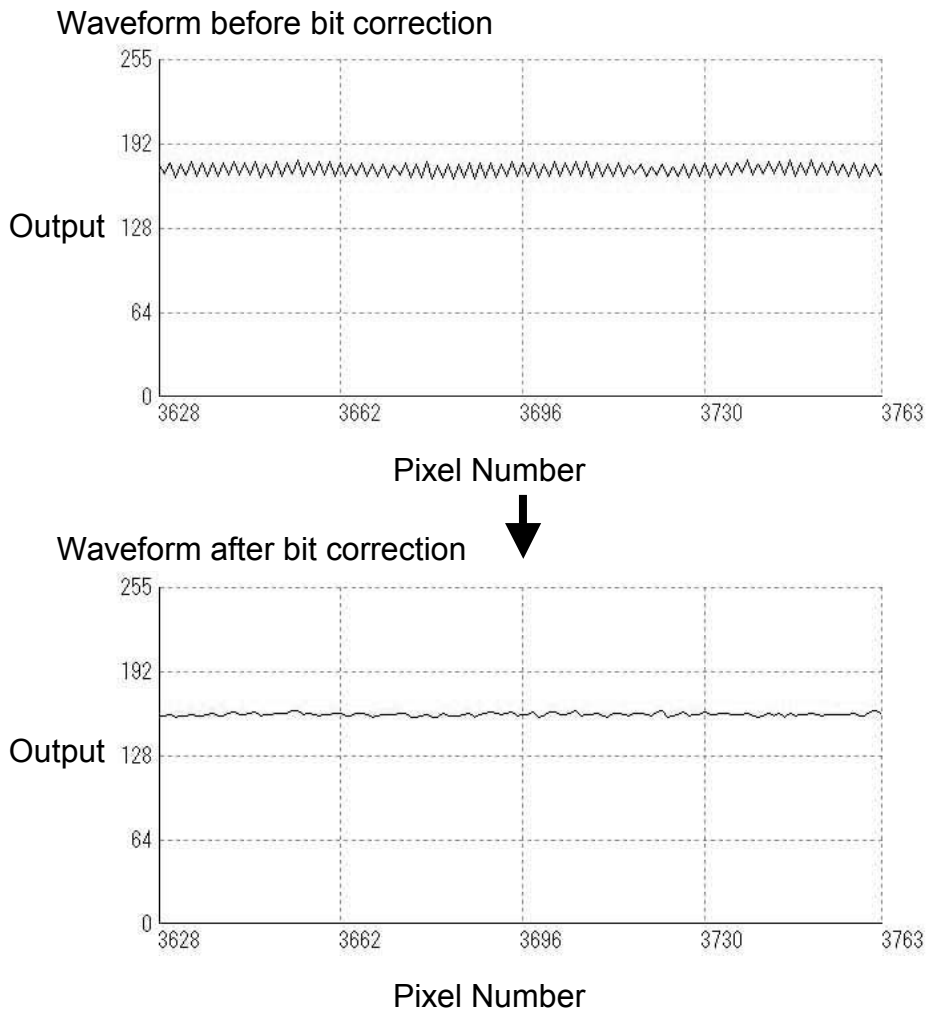 Waveform before bit correction
255
192
Output 128
64
0
3628 3662 3696 3730 3763
Pixel Number
Waveform after bit correction
255
192
Output 128
64
0
3628 3662 3696 3730 3763
Pixel Number